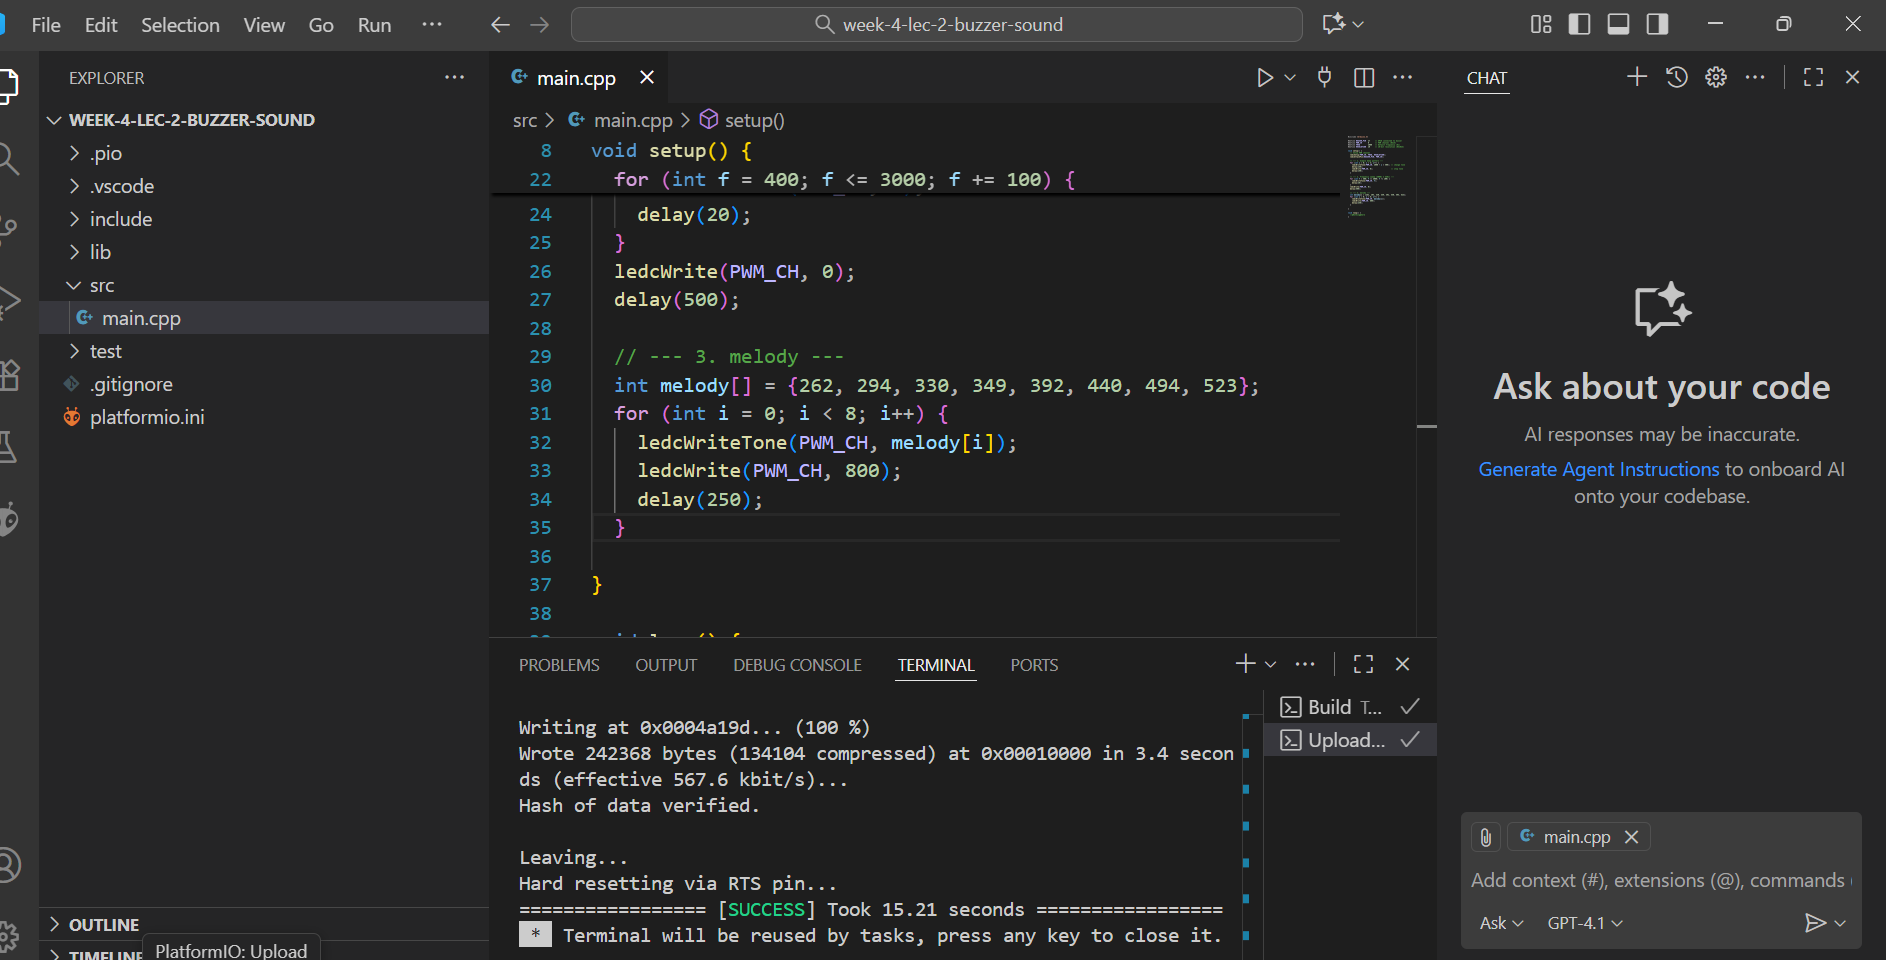 File Edit Selection View Go Run ···
week-4-lec-2-buzzer-sound
EXPLORER ···
WEEK-4-LEC-2-BUZZER-SOUND
.pio
.vscode
include
lib
src
main.cpp
test
.gitignore
platformio.ini
OUTLINE
TIMELINE
PlatformIO: Upload
main.cpp
src > main.cpp > setup()
8 void setup() {
22 for (int f = 400; f <= 3000; f += 100) {
24 delay(20);
25 }
26 ledcWrite(PWM_CH, 0);
27 delay(500);
28
29 // --- 3. melody ---
30 int melody[] = {262, 294, 330, 349, 392, 440, 494, 523};
31 for (int i = 0; i < 8; i++) {
32 ledcWriteTone(PWM_CH, melody[i]);
33 ledcWrite(PWM_CH, 800);
34 delay(250);
35 }
36
37 }
38
PROBLEMS OUTPUT DEBUG CONSOLE TERMINAL PORTS
Writing at 0x0004a19d... (100 %)
Wrote 242368 bytes (134104 compressed) at 0x00010000 in 3.4 secon
ds (effective 567.6 kbit/s)...
Hash of data verified.
Leaving...
Hard resetting via RTS pin...
================= [SUCCESS] Took 15.21 seconds =================
* Terminal will be reused by tasks, press any key to close it.
Build T...
Upload...
CHAT
Ask about your code
AI responses may be inaccurate.
Generate Agent Instructions to onboard AI
onto your codebase.
main.cpp
Add context (#), extensions (@), commands
Ask GPT-4.1